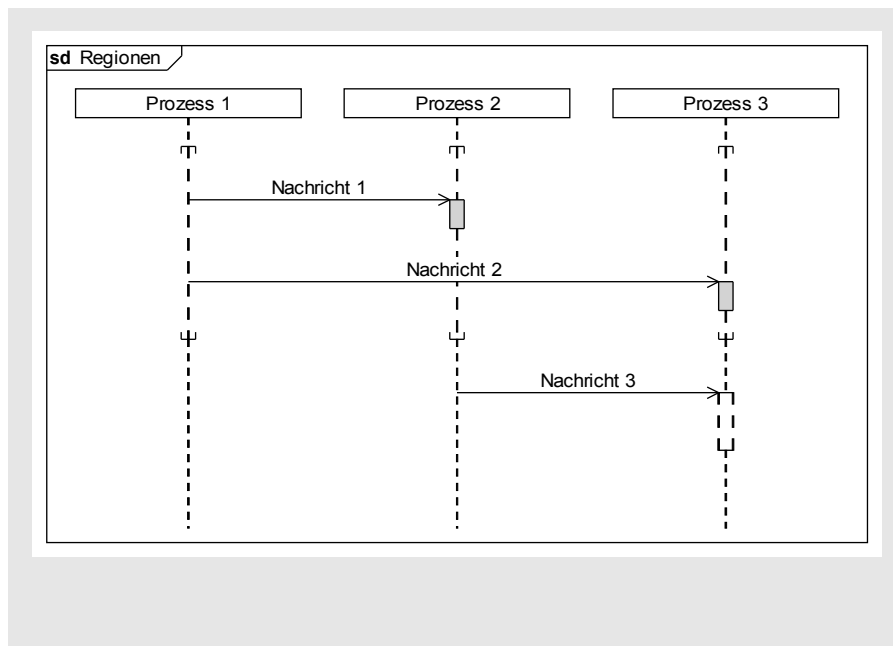 sd Regionen
Prozess 1 Prozess 2 Prozess 3
Nachricht 1
Nachricht 2
Nachricht 3